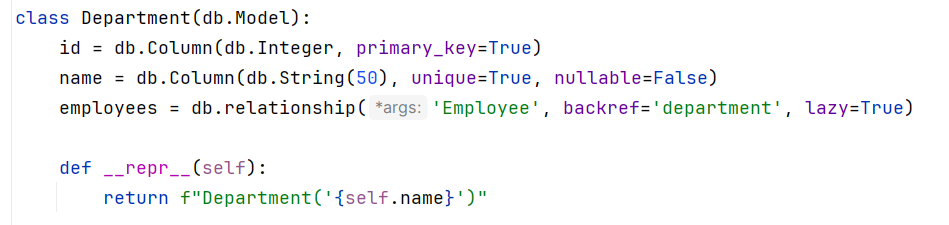 class Department(db.Model):
    id = db.Column(db.Integer, primary_key=True)
    name = db.Column(db.String(50), unique=True, nullable=False)
    employees = db.relationship( *args: 'Employee', backref='department', lazy=True)

    def __repr__(self):
        return f"Department('{self.name}')"